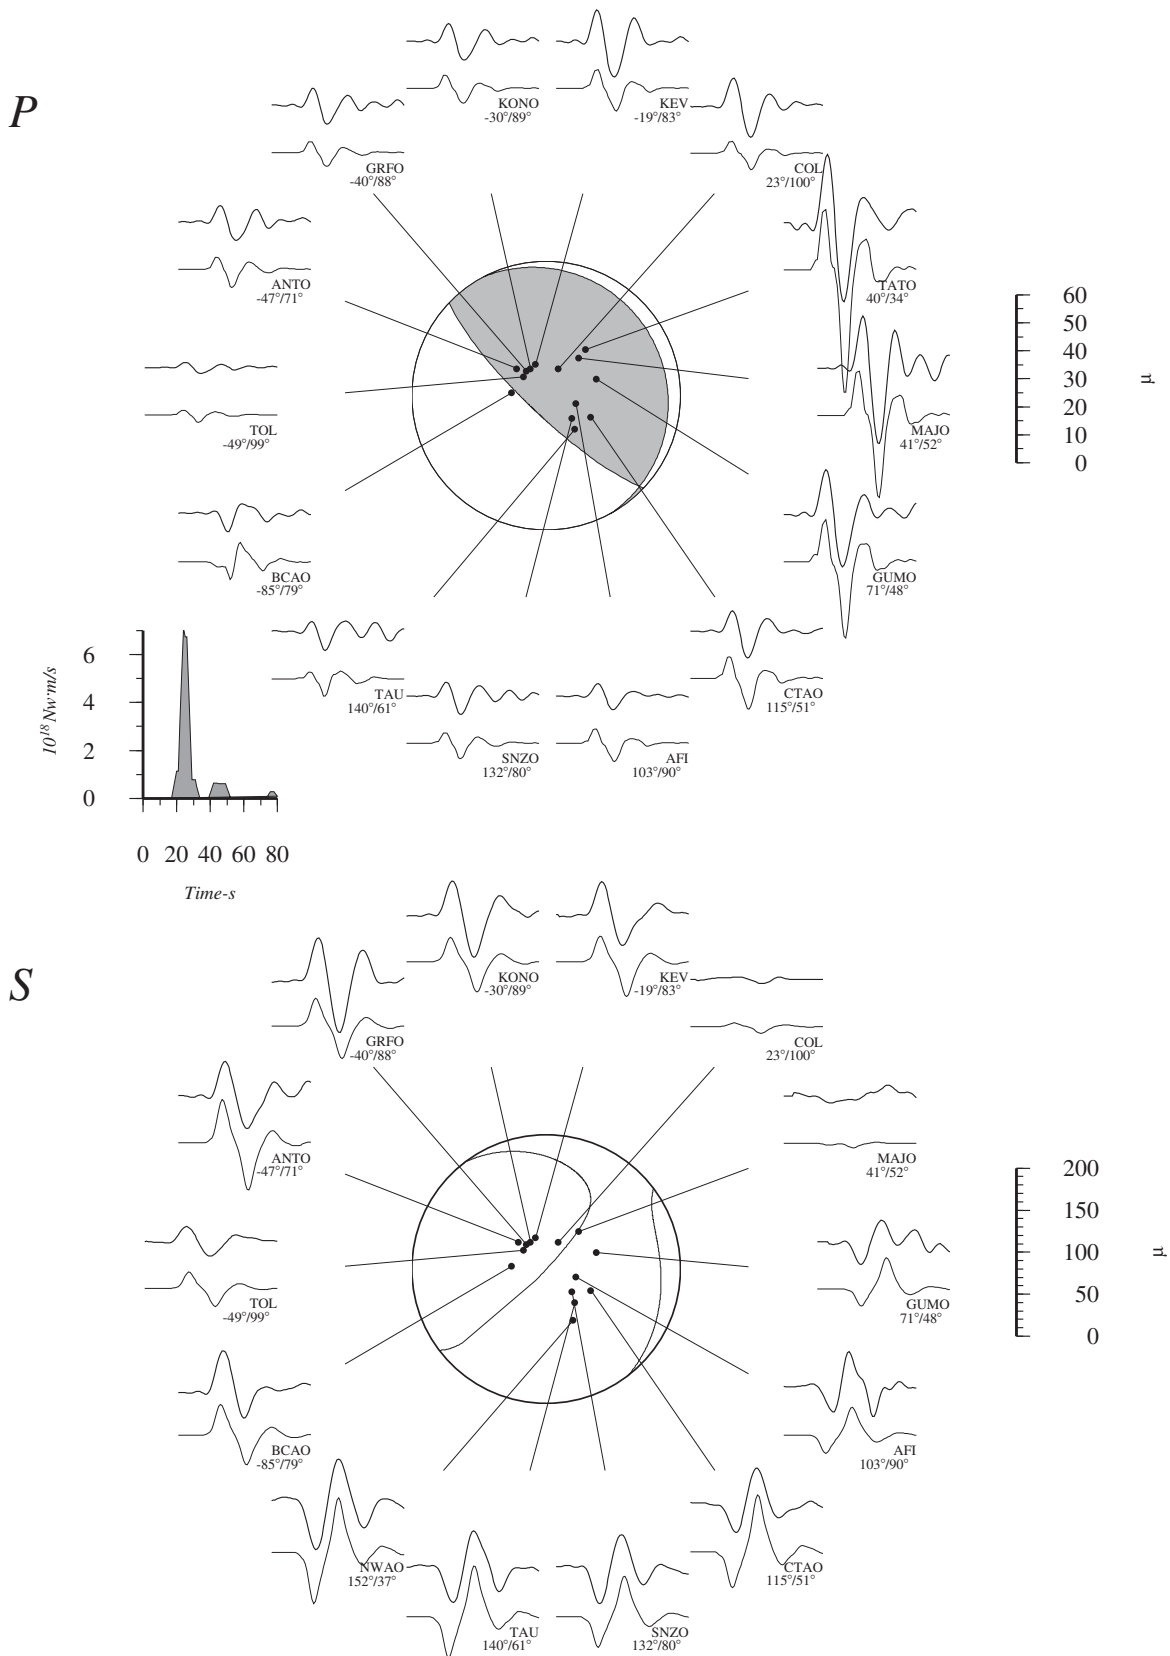 P
KONO
-30°/89°
KEV
-19°/83°
GRFO
-40°/88°
COL
23°/100°
ANTO
-47°/71°
TATO
40°/34°
60
50
40
30
20
10
0
μ
TOL
-49°/99°
MAJO
41°/52°
BCAO
-85°/79°
GUMO
71°/48°
TAU
140°/61°
CTAO
115°/51°
SNZO
132°/80°
AFI
103°/90°
10¹⁸Nw·m/s
6
4
2
0
0 20 40 60 80
Time-s
S
KONO
-30°/89°
KEV
-19°/83°
GRFO
-40°/88°
COL
23°/100°
ANTO
-47°/71°
MAJO
41°/52°
200
150
100
50
0
μ
TOL
-49°/99°
GUMO
71°/48°
BCAO
-85°/79°
AFI
103°/90°
NWAO
152°/37°
CTAO
115°/51°
TAU
140°/61°
SNZO
132°/80°